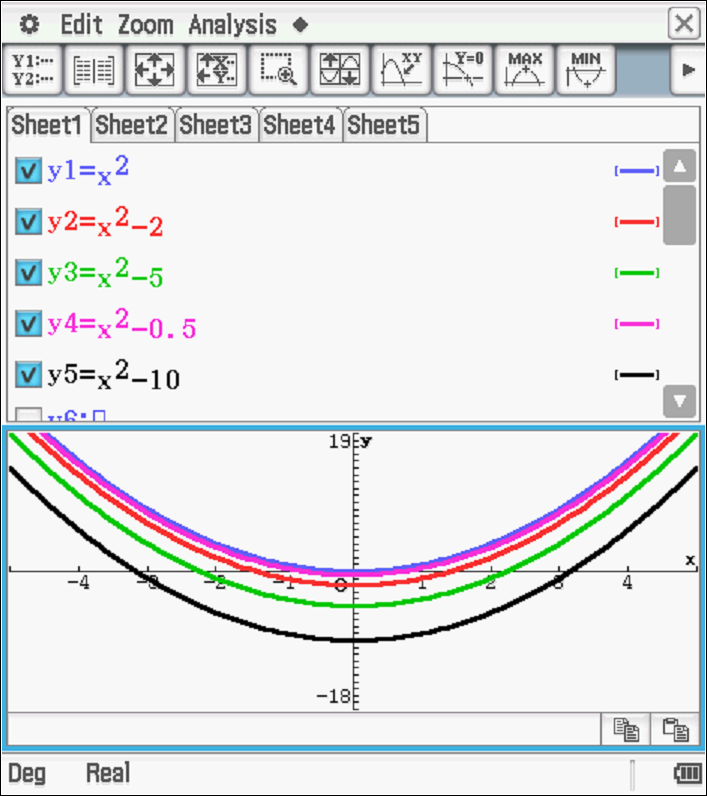 Edit Zoom Analysis
Y1:··· Y2:··· XY Y=0 MAX MIN
Sheet1 Sheet2 Sheet3 Sheet4 Sheet5
y1=x²
y2=x²-2
y3=x²-5
y4=x²-0.5
y5=x²-10
y6:
19 y
x
-4 -3 -2 -1 O 2 3 4
-18
Deg Real